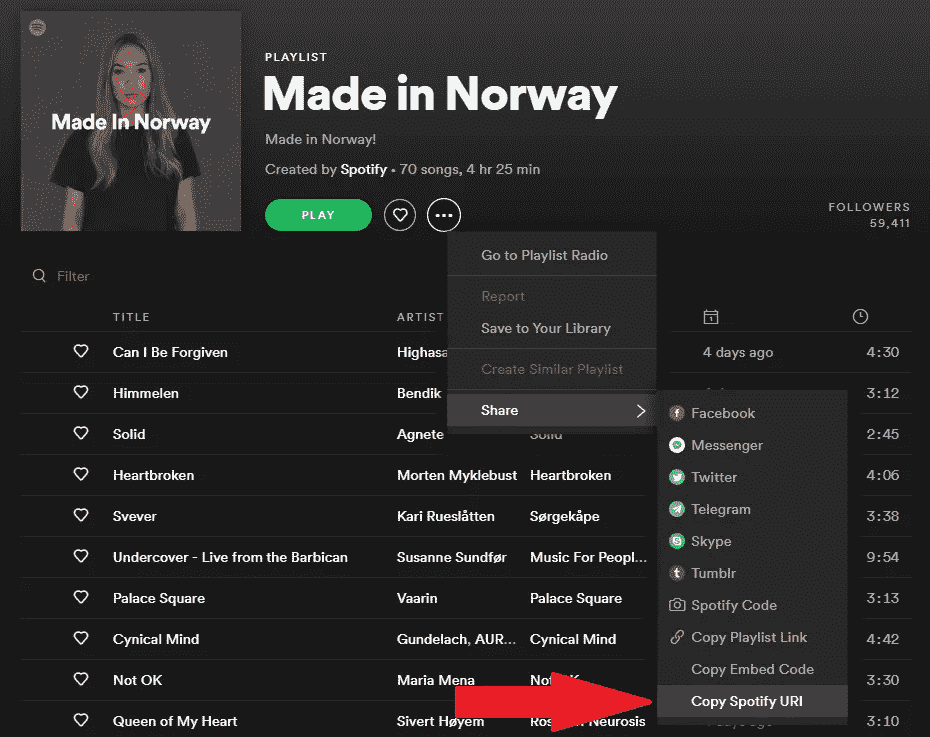 Made In Norway
PLAYLIST
Made in Norway
Made in Norway!
Created by Spotify • 70 songs, 4 hr 25 min
PLAY
FOLLOWERS
59,411
Filter
TITLE ARTIST
Can I Be Forgiven Highasa 4 days ago 4:30
Himmelen Bendik 3:12
Solid Agnete Solid 2:45
Heartbroken Morten Myklebust Heartbroken 4:06
Svever Kari Rueslåtten Sørgekåpe 3:38
Undercover - Live from the Barbican Susanne Sundfør Music For Peopl... 9:54
Palace Square Vaarin Palace Square 3:13
Cynical Mind Gundelach, AUR... Cynical Mind 4:42
Not OK Maria Mena Not OK 3:30
Queen of My Heart Sivert Høyem Neurosis days ago 3:10
Go to Playlist Radio
Report
Save to Your Library
Create Similar Playlist
Share
Facebook
Messenger
Twitter
Telegram
Skype
Tumblr
Spotify Code
Copy Playlist Link
Copy Embed Code
Copy Spotify URI